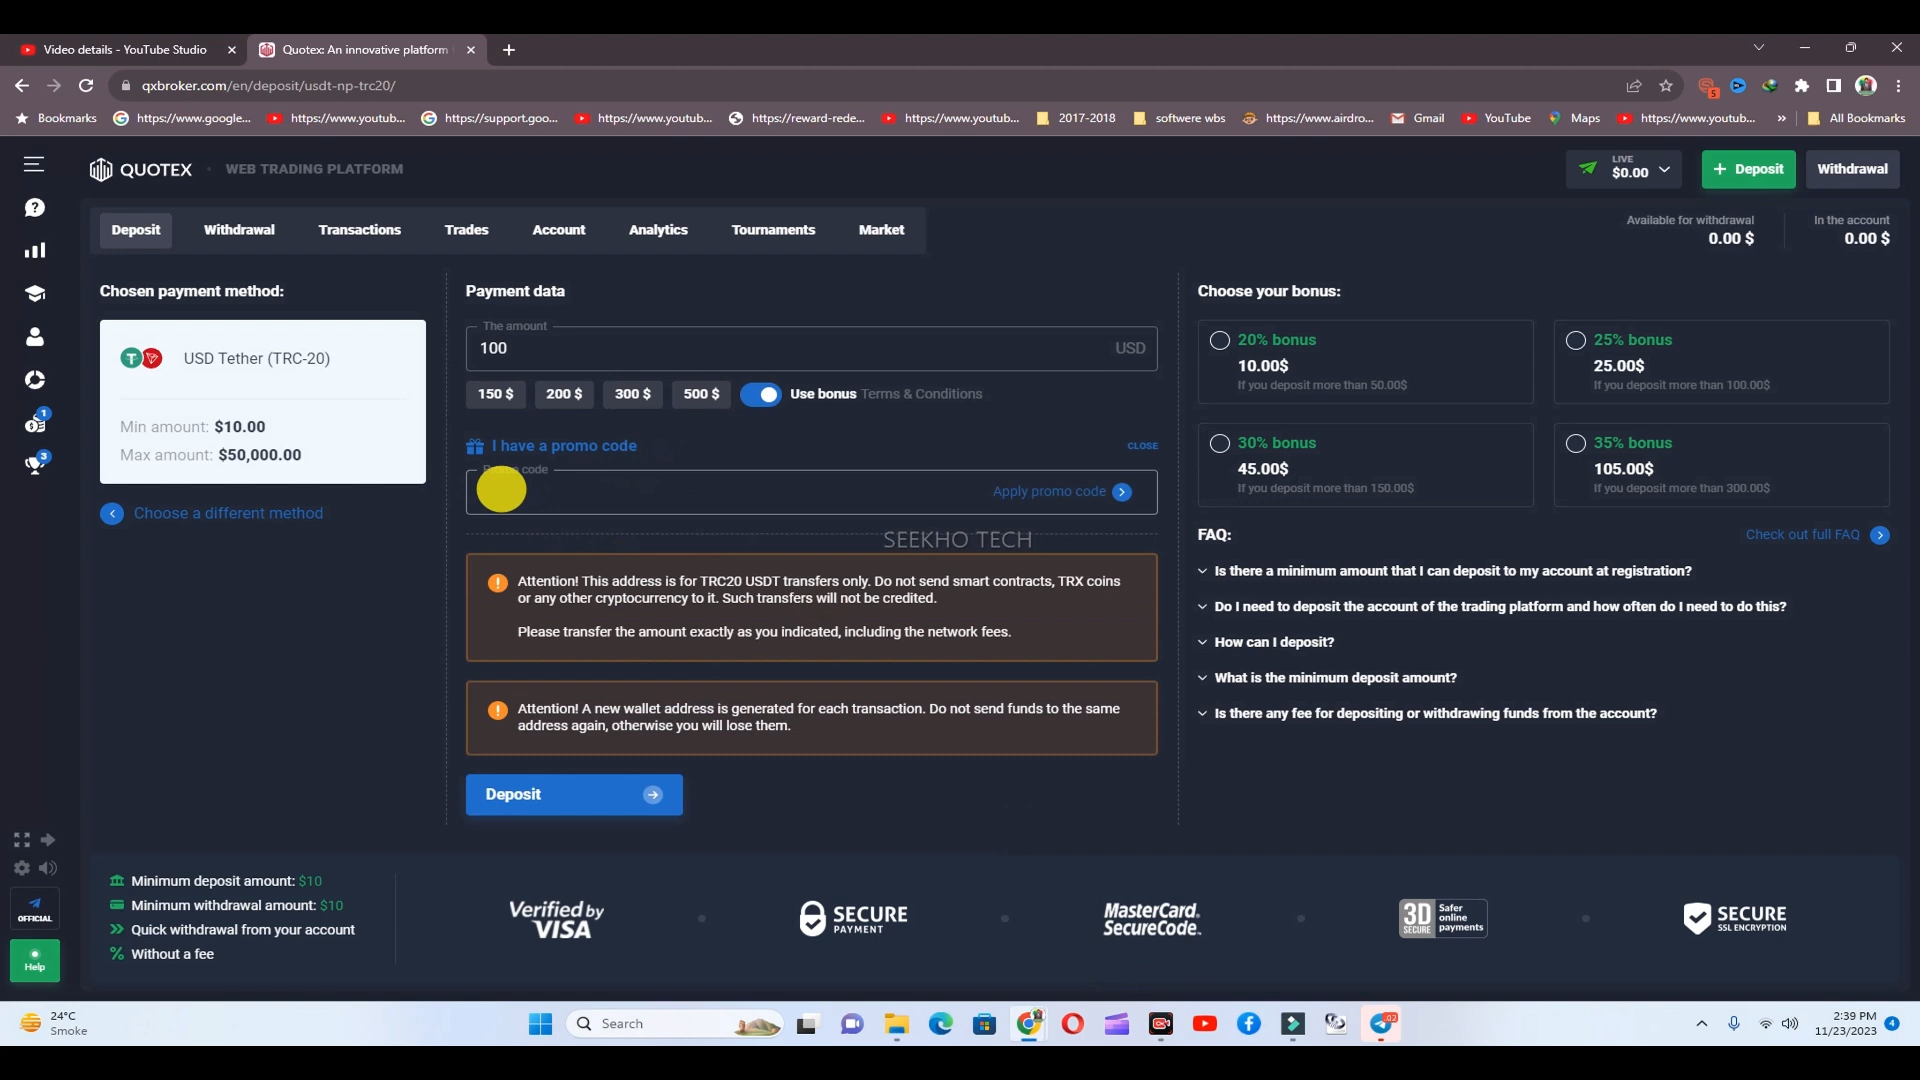 Video details - YouTube Studio
Quotex: An innovative platform
qxbroker.com/en/deposit/usdt-np-trc20/
5
Bookmarks
https://www.google...
https://www.youtub...
https://support.goo...
https://www.youtub...
https://reward-rede...
https://www.youtub...
2017-2018
softwere wbs
https://www.airdro...
Gmail
YouTube
Maps
https://www.youtub...
»
All Bookmarks
QUOTEX
WEB TRADING PLATFORM
LIVE
$0.00
+ Deposit
Withdrawal
Deposit
Withdrawal
Transactions
Trades
Account
Analytics
Tournaments
Market
Available for withdrawal
0.00 $
In the account
0.00 $
1
3
Chosen payment method:
USD Tether (TRC-20)
Min amount: $10.00
Max amount: $50,000.00
Choose a different method
Payment data
The amount
100
USD
150 $
200 $
300 $
500 $
Use bonus Terms & Conditions
I have a promo code
CLOSE
Promo code
Apply promo code
SEEKHO TECH
Attention! This address is for TRC20 USDT transfers only. Do not send smart contracts, TRX coins
or any other cryptocurrency to it. Such transfers will not be credited.
Please transfer the amount exactly as you indicated, including the network fees.
Attention! A new wallet address is generated for each transaction. Do not send funds to the same
address again, otherwise you will lose them.
Deposit
Choose your bonus:
20% bonus
10.00$
If you deposit more than 50.00$
25% bonus
25.00$
If you deposit more than 100.00$
30% bonus
45.00$
If you deposit more than 150.00$
35% bonus
105.00$
If you deposit more than 300.00$
FAQ:
Check out full FAQ
Is there a minimum amount that I can deposit to my account at registration?
Do I need to deposit the account of the trading platform and how often do I need to do this?
How can I deposit?
What is the minimum deposit amount?
Is there any fee for depositing or withdrawing funds from the account?
OFFICIAL
Help
Minimum deposit amount: $10
Minimum withdrawal amount: $10
Quick withdrawal from your account
Without a fee
Verified by
VISA
SECURE
PAYMENT
MasterCard.
SecureCode.
3D
SECURE
Safer
online
payments
SECURE
SSL ENCRYPTION
24°C
Smoke
Search
02
2:39 PM
11/23/2023
4